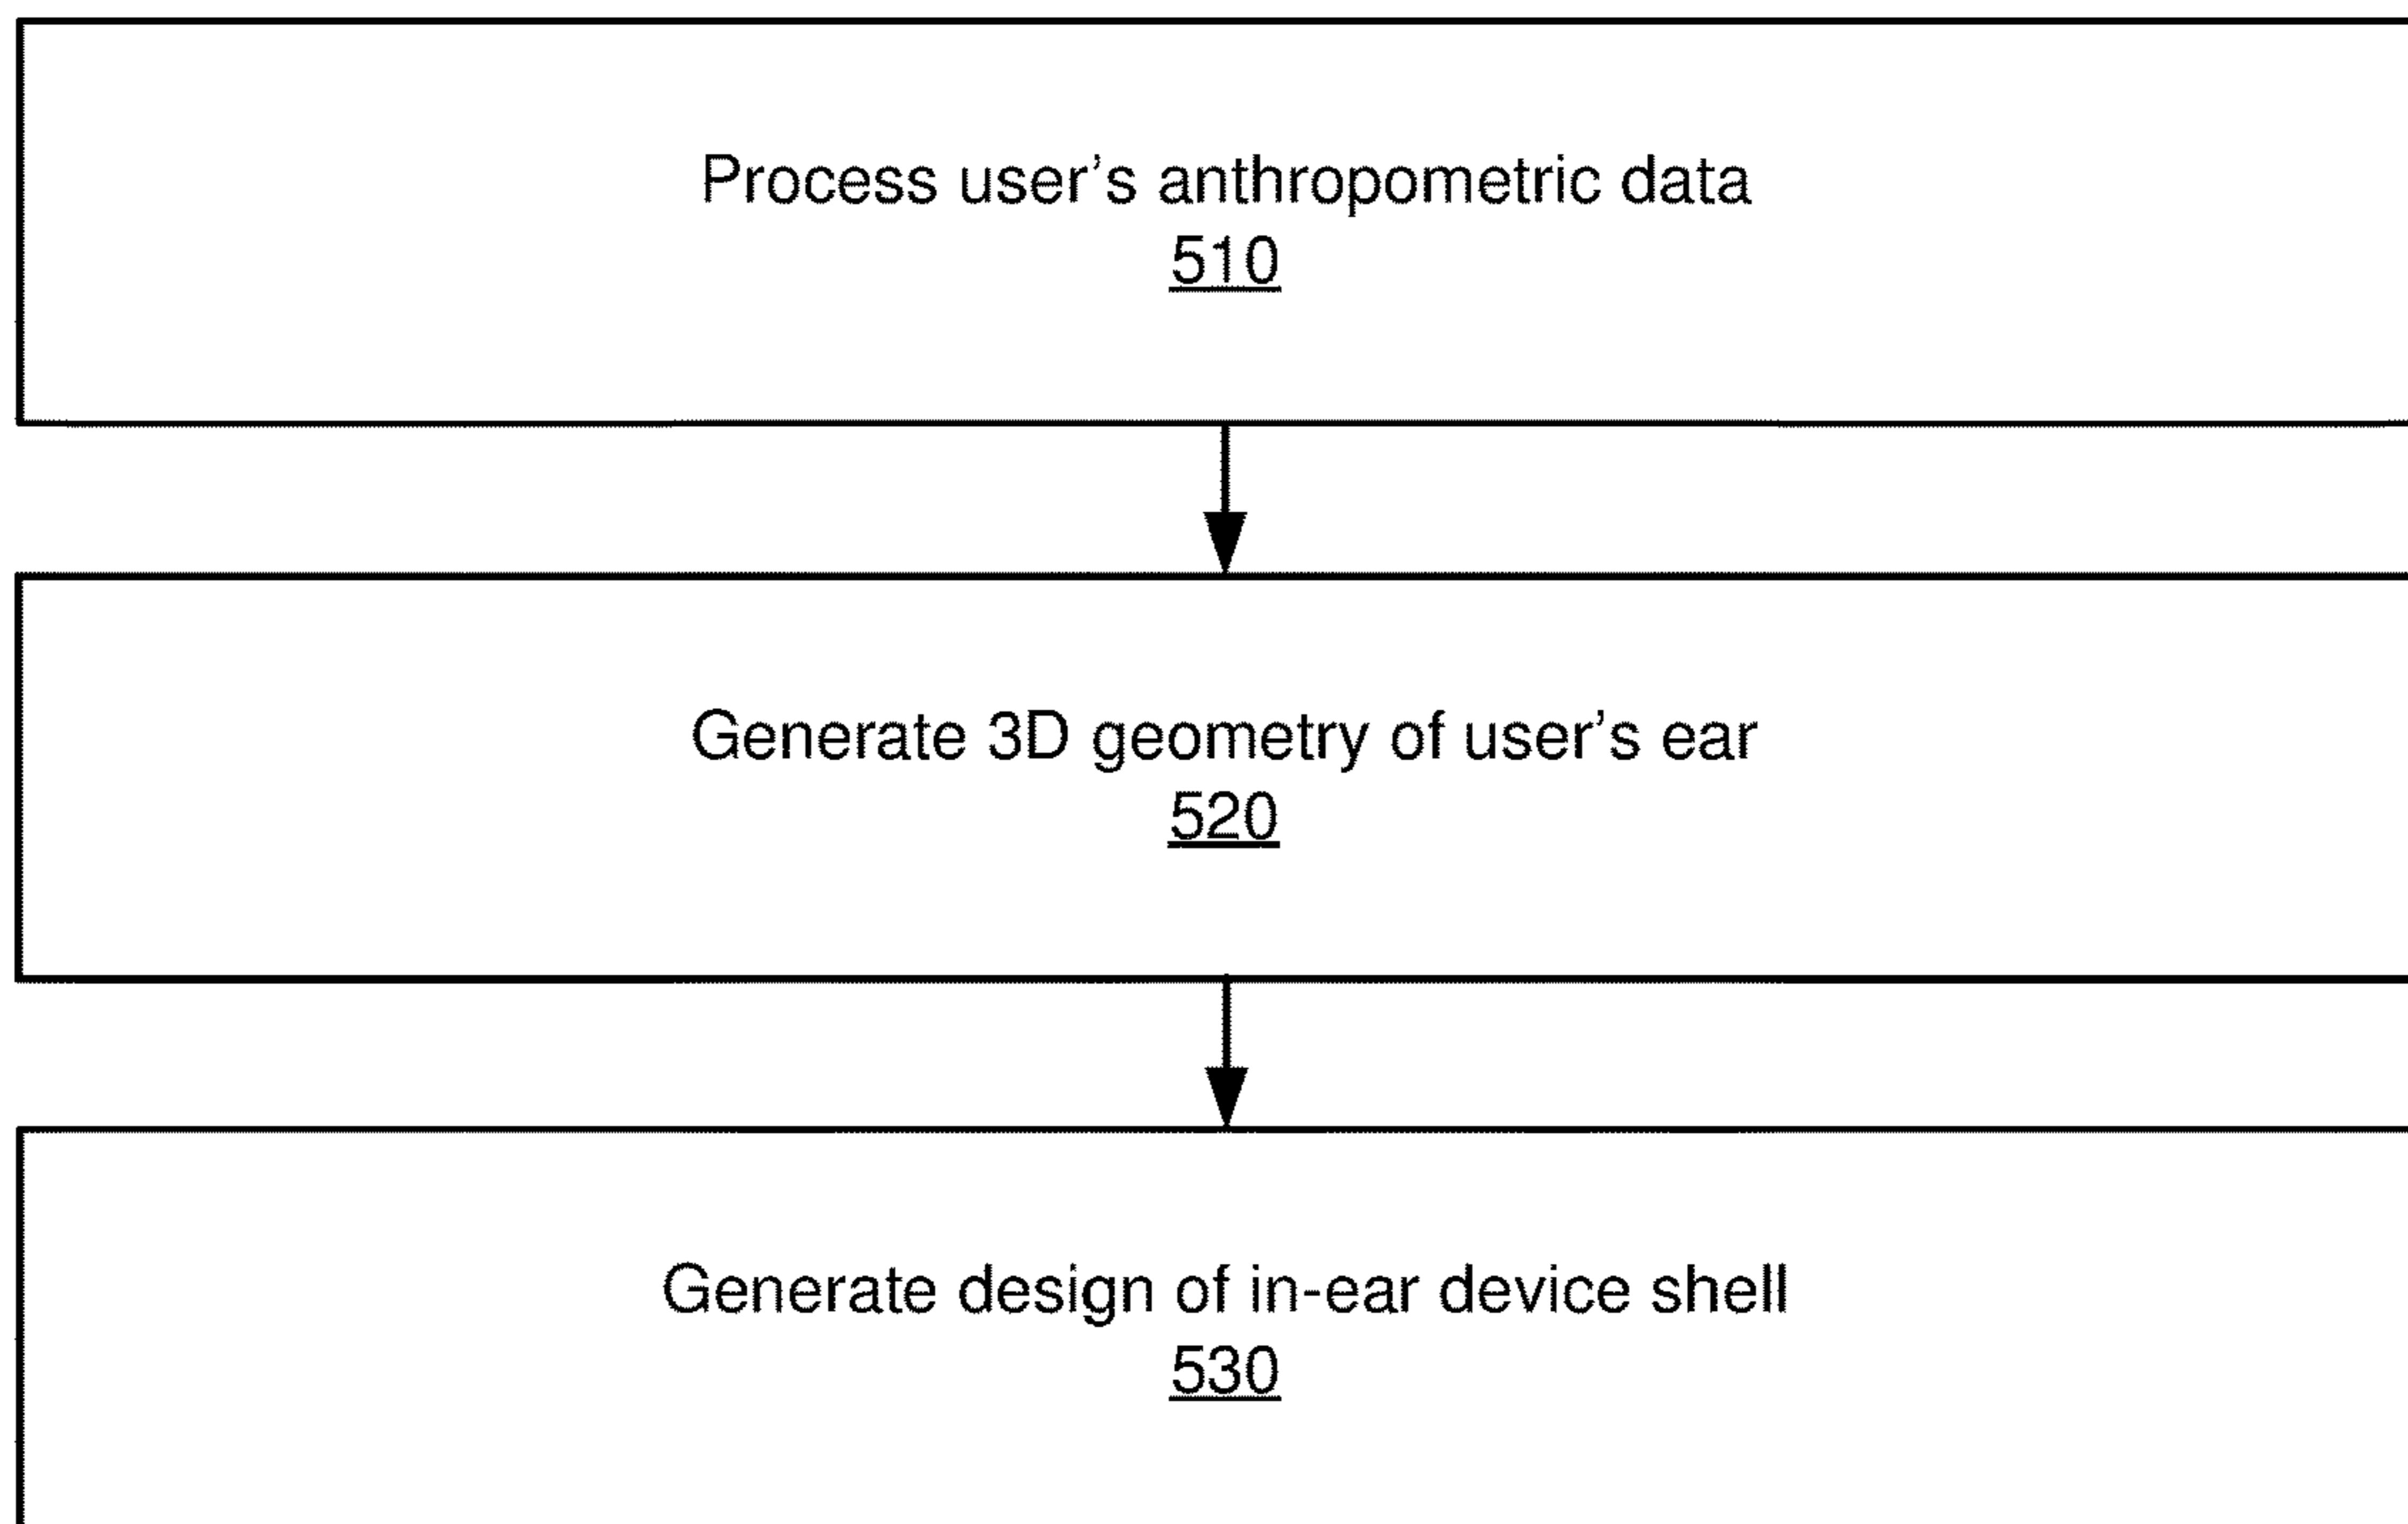 Process user’s anthropometric data
510
Generate 3D geometry of user’s ear
520
Generate design of in-ear device shell
530